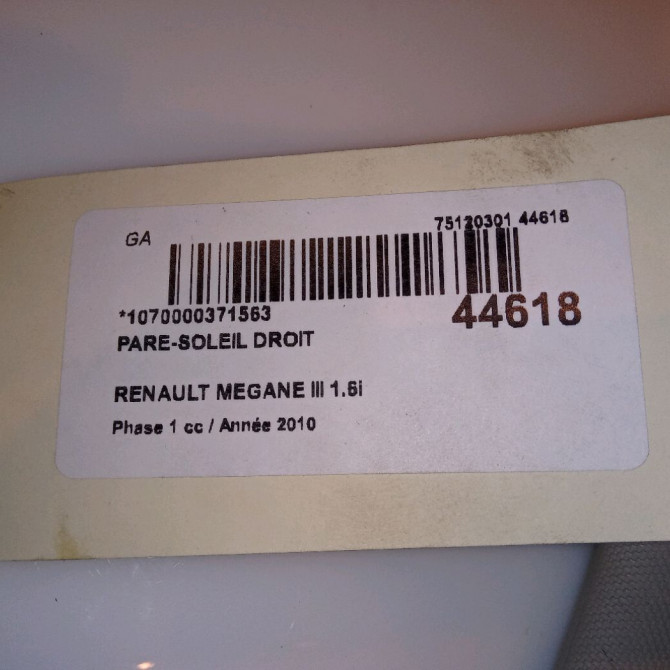 GA
75120301 44618
*1070000371563
44618
PARE-SOLEIL DROIT
RENAULT MEGANE III 1.6i
Phase 1 cc / Année 2010